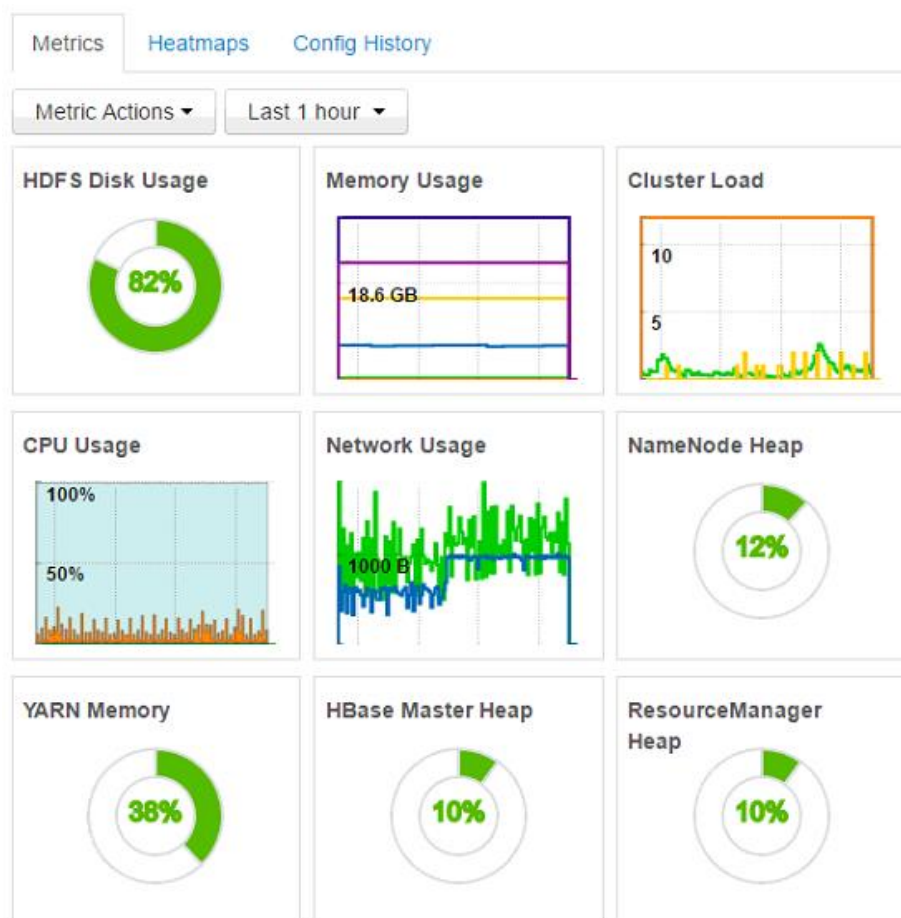 Metrics
Heatmaps
Config History
Metric Actions
Last 1 hour
HDFS Disk Usage
82%
Memory Usage
18.6 GB
Cluster Load
10
5
CPU Usage
100%
50%
Network Usage
1000 B
NameNode Heap
12%
YARN Memory
38%
HBase Master Heap
10%
ResourceManager
Heap
10%